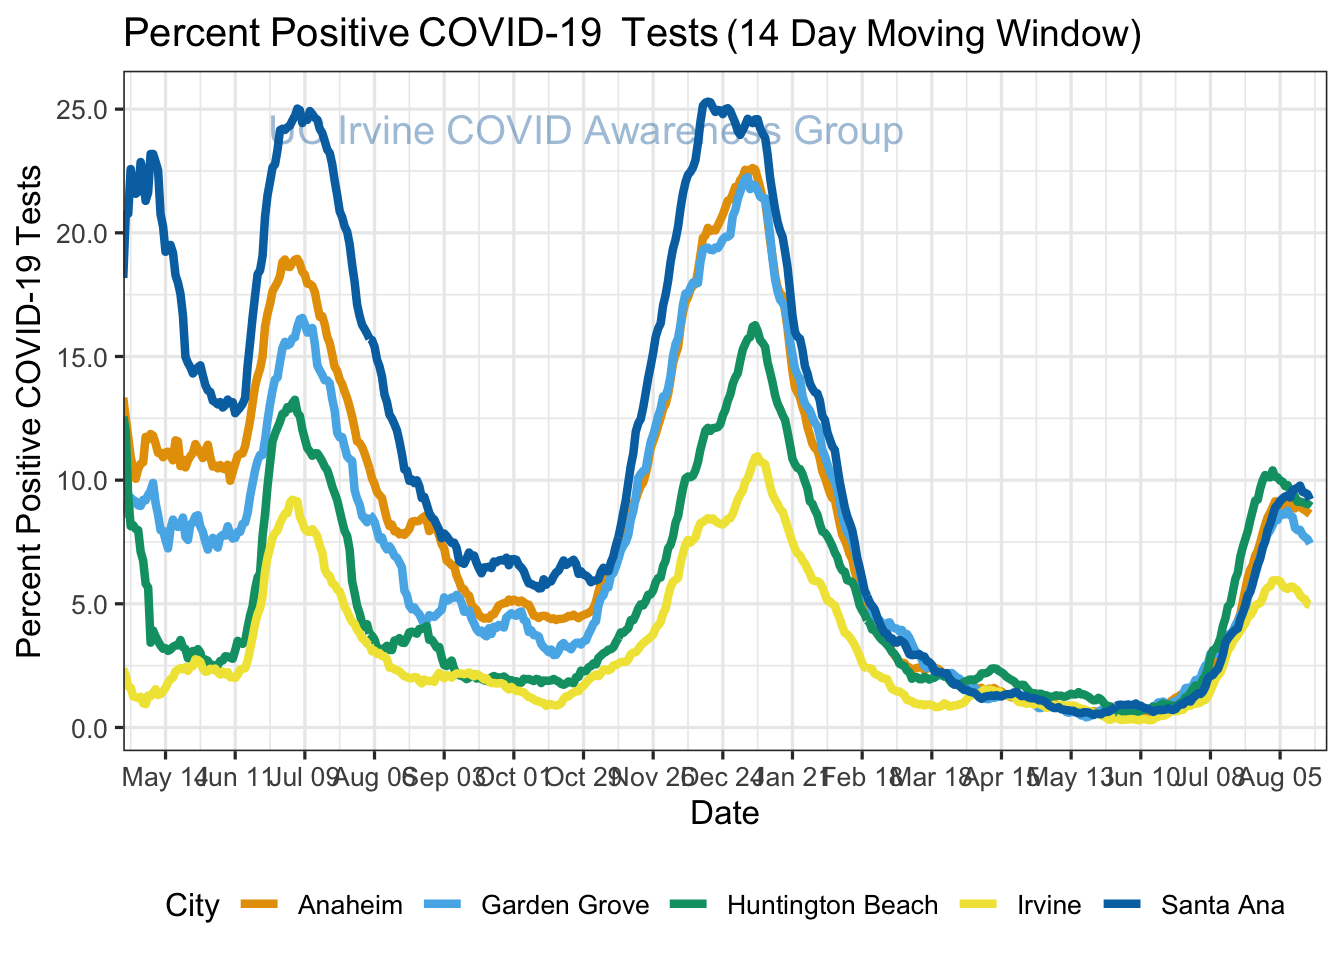 Percent Positive COVID-19 Tests (14 Day Moving Window)
UC Irvine COVID Awareness Group
Percent Positive COVID-19 Tests
25.0
20.0
15.0
10.0
5.0
0.0
May 14 Jun 11 Jul 09 Aug 06 Sep 03 Oct 01 Oct 29 Nov 26 Dec 24 Jan 21 Feb 18 Mar 18 Apr 15 May 13 Jun 10 Jul 08 Aug 05
Date
City Anaheim Garden Grove Huntington Beach Irvine Santa Ana